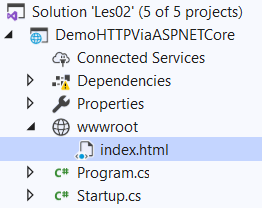 Solution 'Les02' (5 of 5 projects)
DemoHTTPViaASPNETCore
Connected Services
Dependencies
Properties
wwwroot
index.html
C# Program.cs
C# Startup.cs